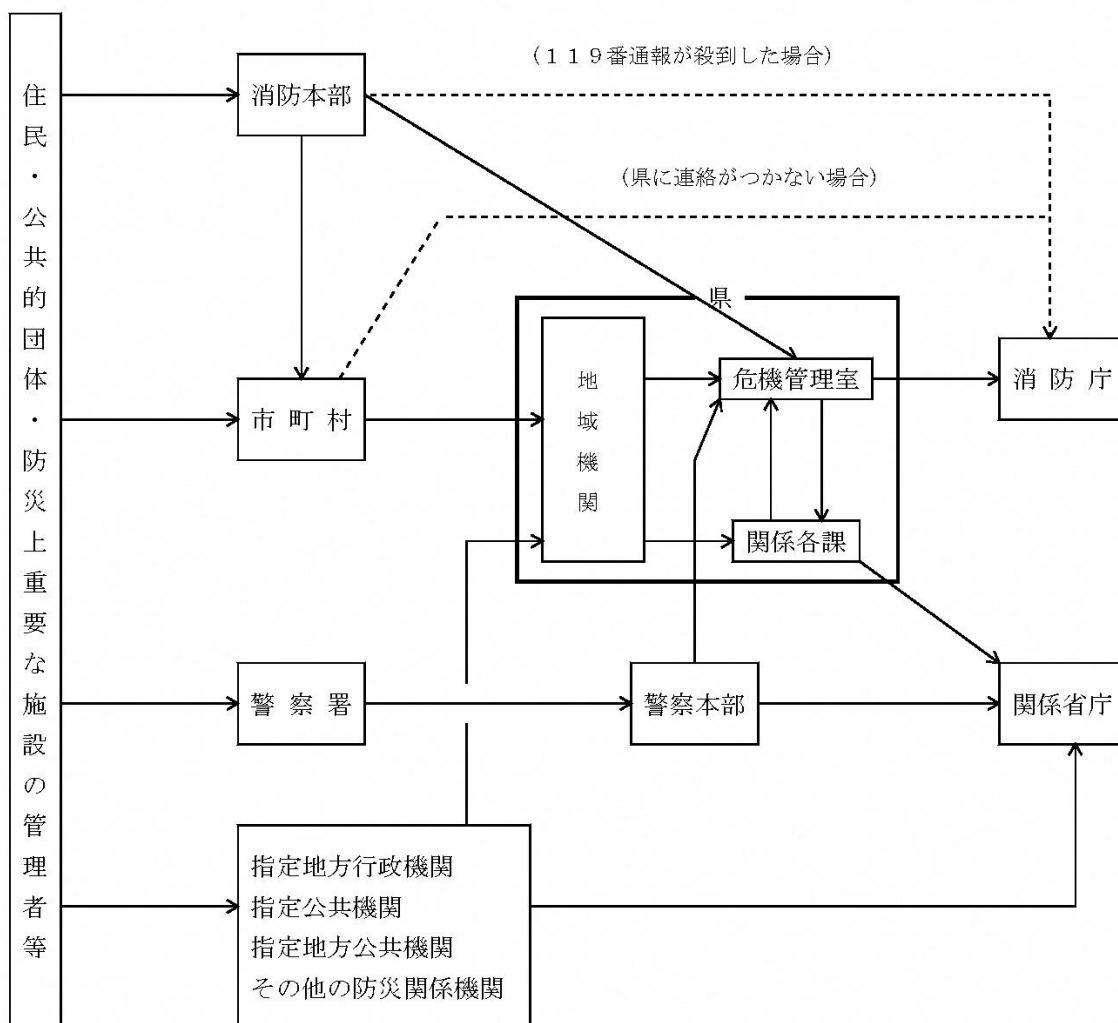 住民・公共的団体・防災上重要な施設の管理者等
(119番通報が殺到した場合)
消防本部
(県に連絡がつかない場合)
県
地域機関
危機管理室
消防庁
市町村
関係各課
警察署
警察本部
関係省庁
指定地方行政機関
指定公共機関
指定地方公共機関
その他の防災関係機関